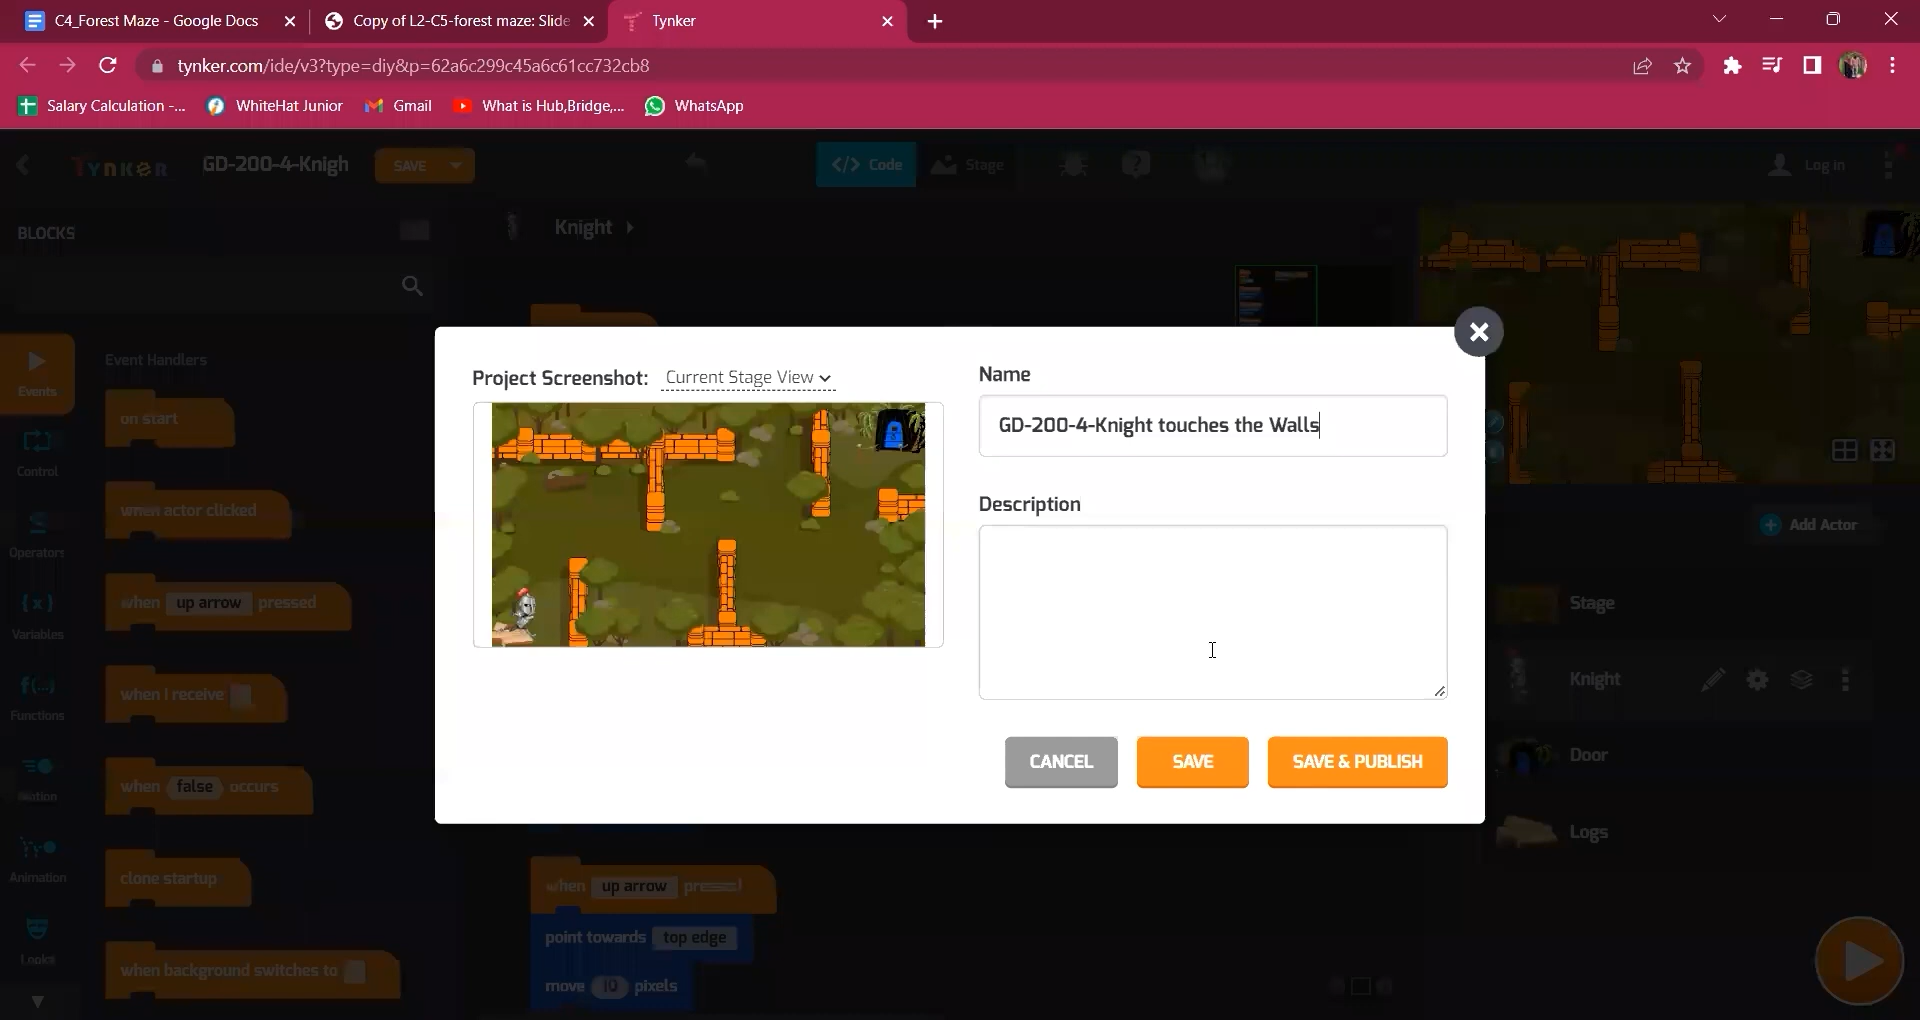 C4_Forest Maze - Google Docs
Copy of L2-C5-forest maze: Slide
Tynker
tynker.com/ide/v3?type=diy&p=62a6c299c45a6c61cc732cb8
Salary Calculation -...
WhiteHat Junior
Gmail
What is Hub,Bridge,...
WhatsApp
TYNKER
GD-200-4-Knigh
SAVE
</> Code
Stage
Log in
BLOCKS
Knight
Project Screenshot: Current Stage View
Name
GD-200-4-Knight touches the Walls
Description
CANCEL
SAVE
SAVE & PUBLISH
Events
Control
Operators
{x}
Variables
f(...)
Functions
Motion
Animation
Looks
Event Handlers
on start
when actor clicked
when up arrow pressed
when I receive
when false occurs
clone startup
when background switches to
when up arrow pressed
point towards top edge
move 10 pixels
Add Actor
Stage
Knight
Door
Logs